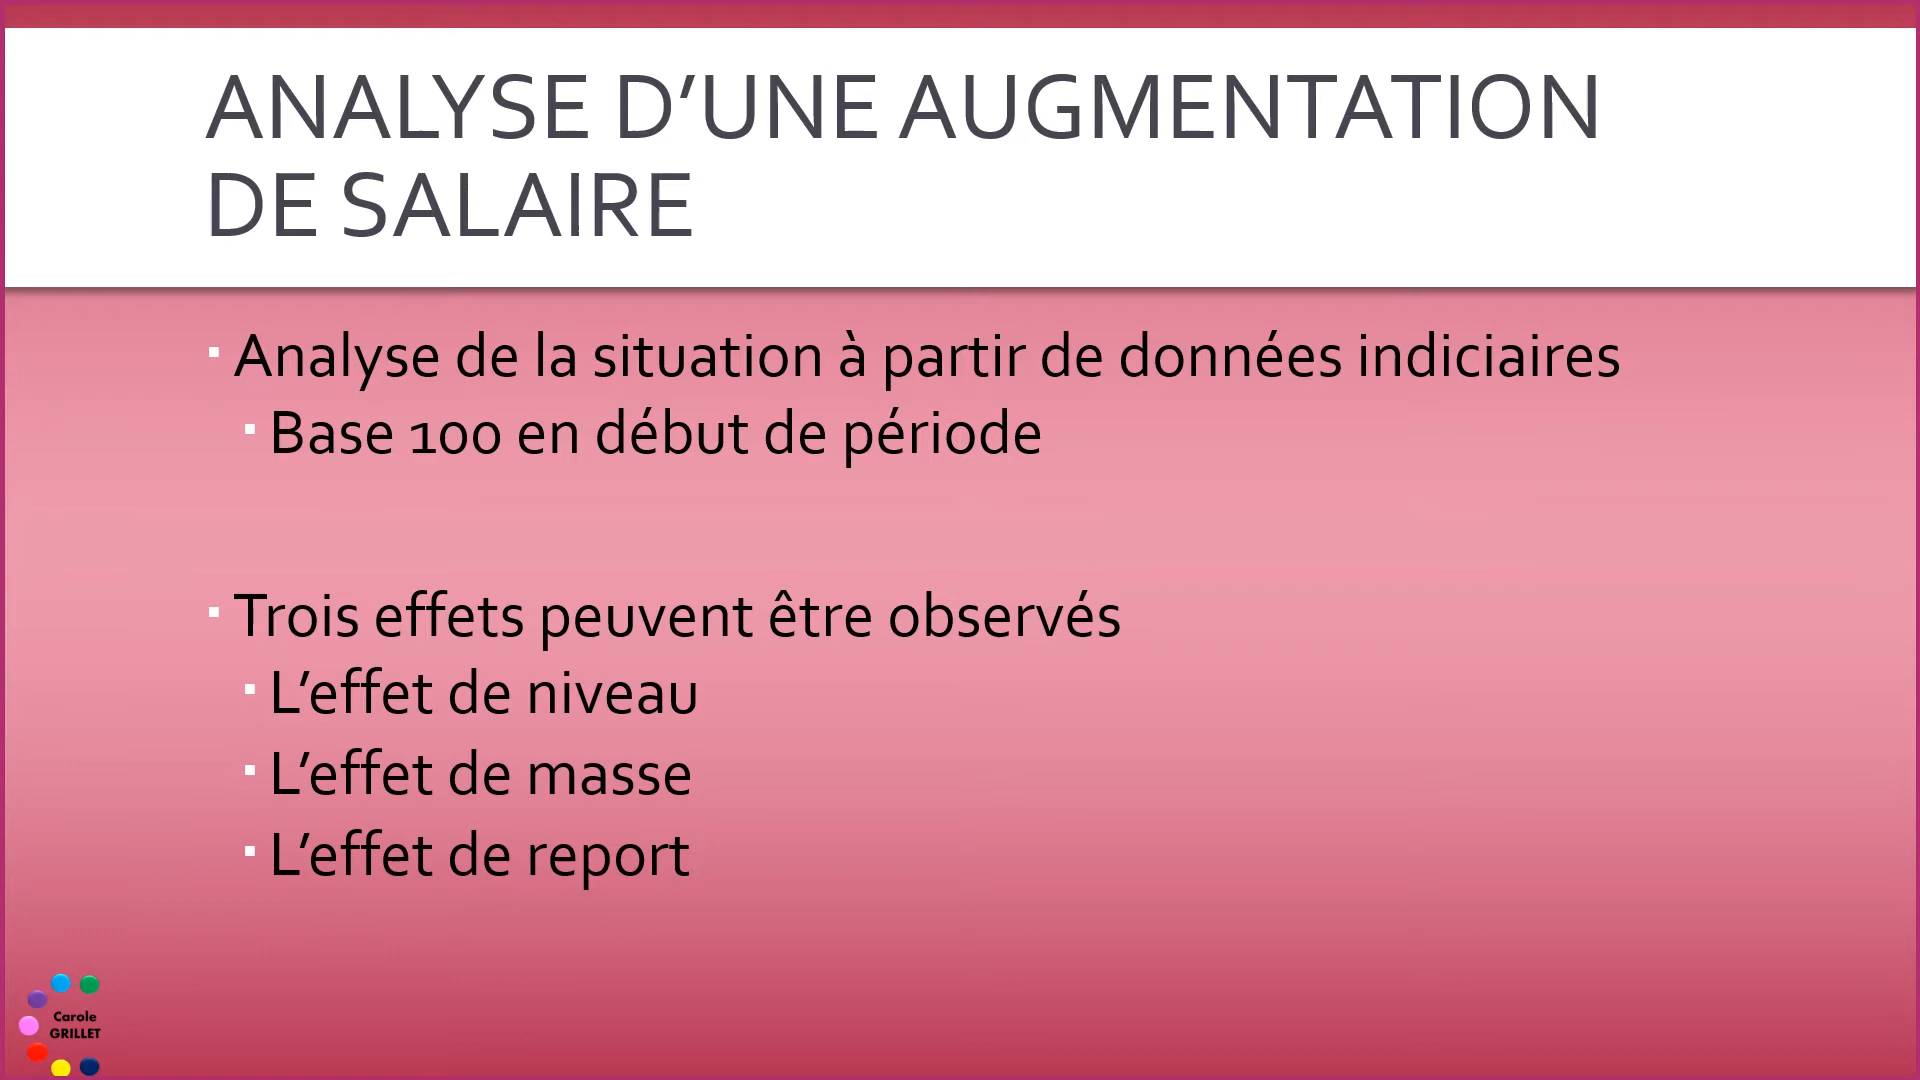 ANALYSE D’UNE AUGMENTATION
DE SALAIRE
Analyse de la situation à partir de données indiciaires
Base 100 en début de période
Trois effets peuvent être observés
L’effet de niveau
L’effet de masse
L’effet de report
Carole
GRILLET